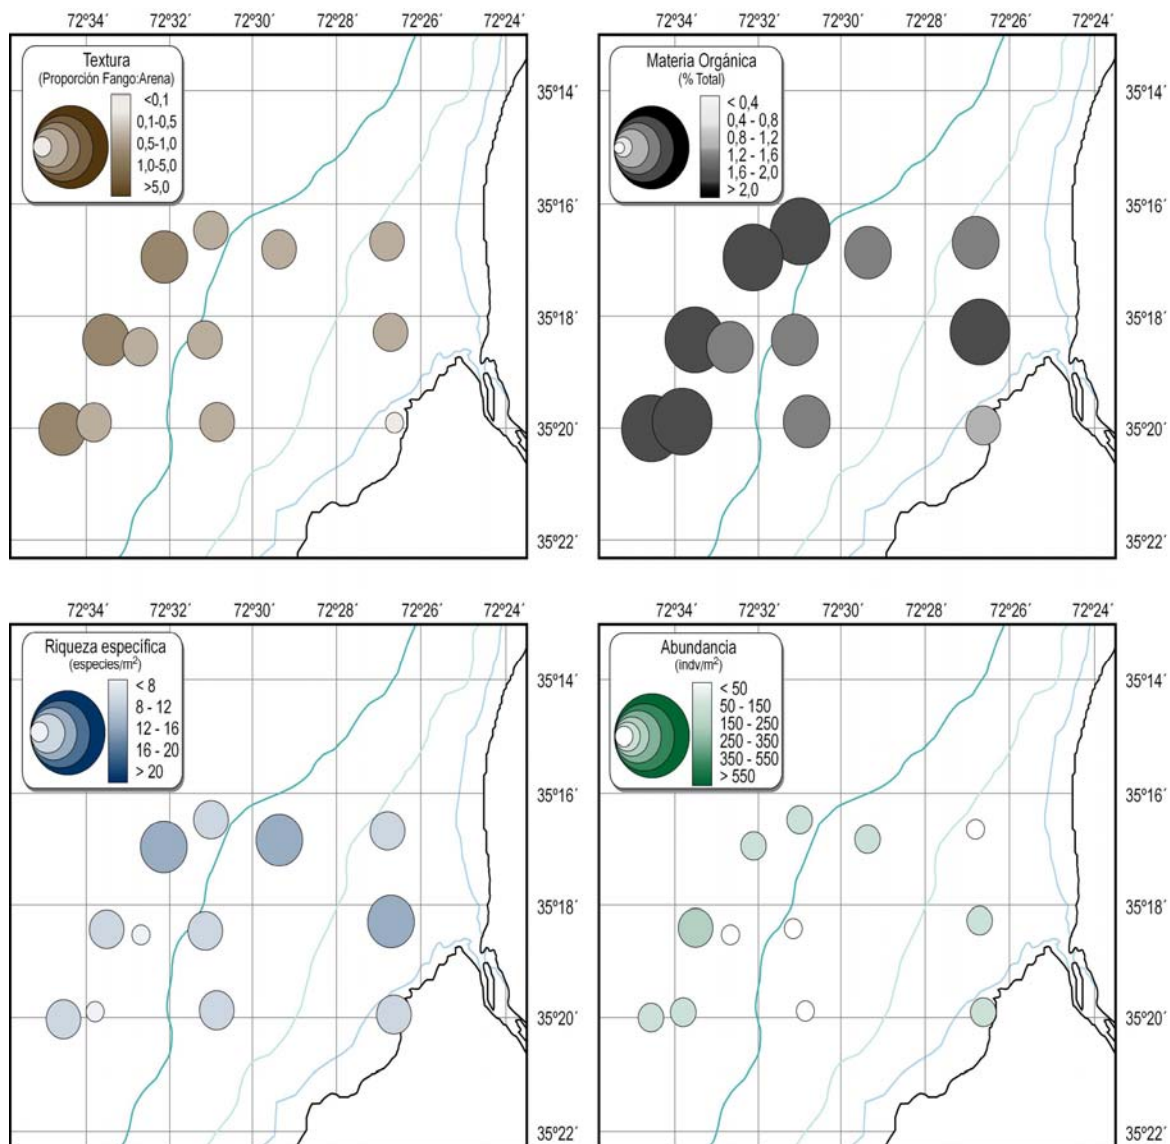 72°34´ 72°32´ 72°30´ 72°28´ 72°26´ 72°24´
Textura
(Proporción Fango:Arena)
<0,1
0,1-0,5
0,5-1,0
1,0-5,0
>5,0
72°34´ 72°32´ 72°30´ 72°28´ 72°26´ 72°24´
Materia Orgánica
(% Total)
< 0,4
0,4 - 0,8
0,8 - 1,2
1,2 - 1,6
1,6 - 2,0
> 2,0
35°14´
35°16´
35°18´
35°20´
35°22´
35°14´
35°16´
35°18´
35°20´
35°22´
72°34´ 72°32´ 72°30´ 72°28´ 72°26´ 72°24´
Riqueza específica
(especies/m²)
< 8
8 - 12
12 - 16
16 - 20
> 20
72°34´ 72°32´ 72°30´ 72°28´ 72°26´ 72°24´
Abundancia
(indv/m²)
< 50
50 - 150
150 - 250
250 - 350
350 - 550
> 550
35°14´
35°16´
35°18´
35°20´
35°22´
35°14´
35°16´
35°18´
35°20´
35°22´